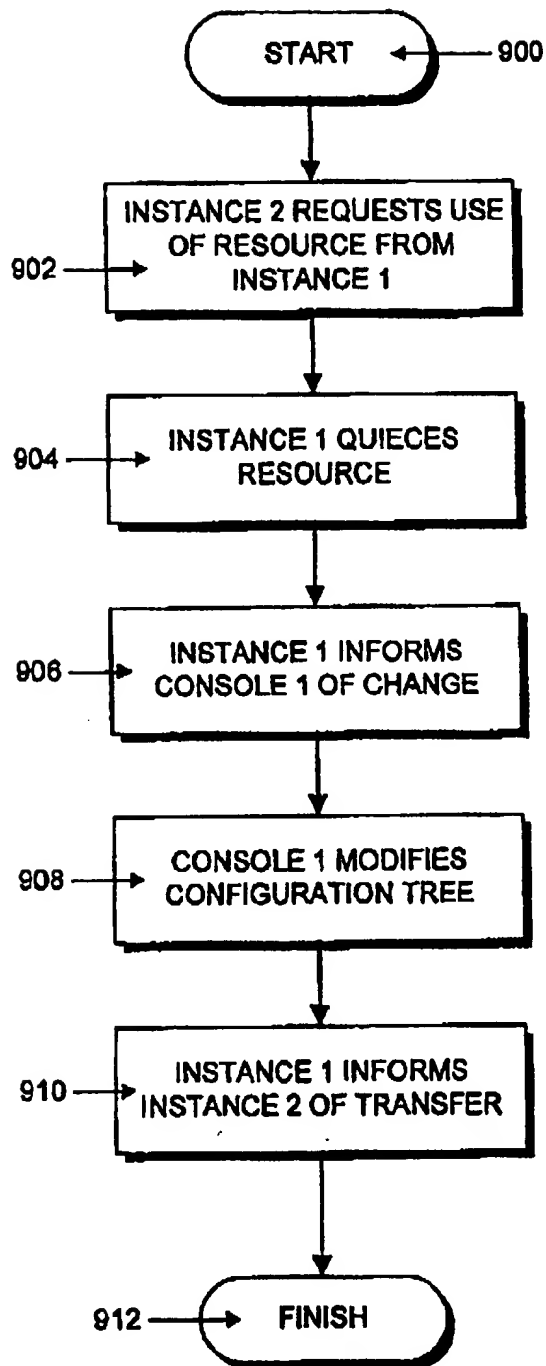 START
900
INSTANCE 2 REQUESTS USE
OF RESOURCE FROM
INSTANCE 1
902
INSTANCE 1 QUIECES
RESOURCE
904
INSTANCE 1 INFORMS
CONSOLE 1 OF CHANGE
906
CONSOLE 1 MODIFIES
CONFIGURATION TREE
908
INSTANCE 1 INFORMS
INSTANCE 2 OF TRANSFER
910
FINISH
912